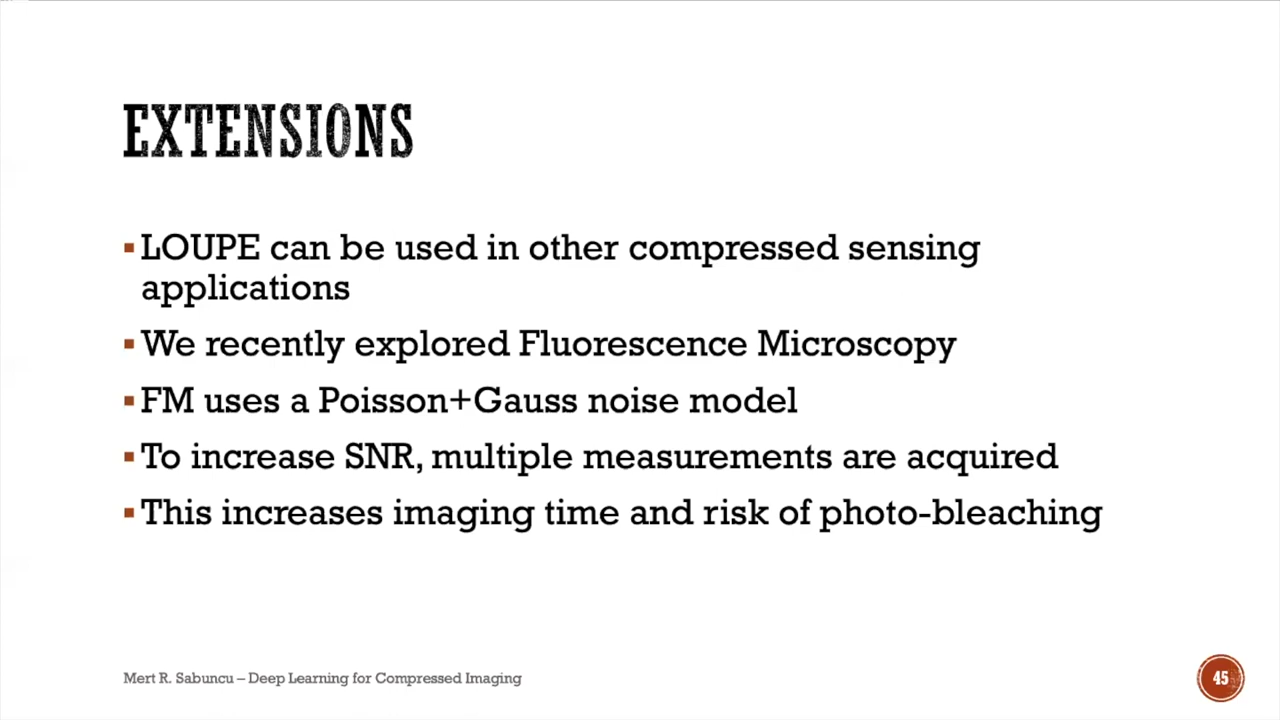 EXTENSIONS
▪LOUPE can be used in other compressed sensing
applications
▪We recently explored Fluorescence Microscopy
▪FM uses a Poisson+Gauss noise model
▪To increase SNR, multiple measurements are acquired
▪This increases imaging time and risk of photo-bleaching
Mert R. Sabuncu – Deep Learning for Compressed Imaging
45